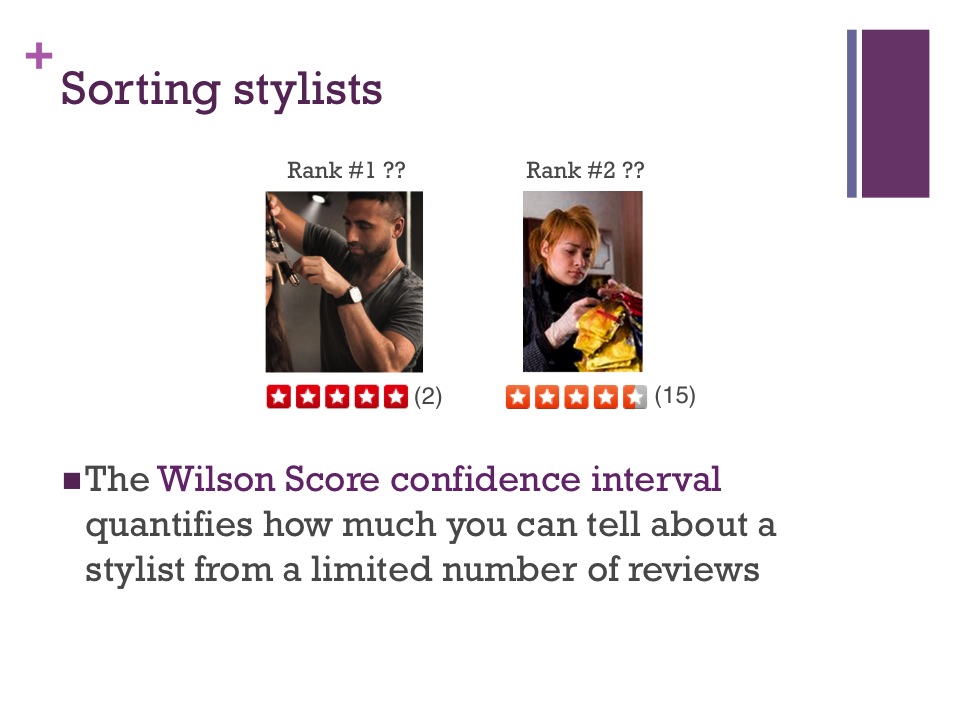 +
Sorting stylists
Rank #1 ??
Rank #2 ??
(2)
(15)
The Wilson Score confidence interval
quantifies how much you can tell about a
stylist from a limited number of reviews